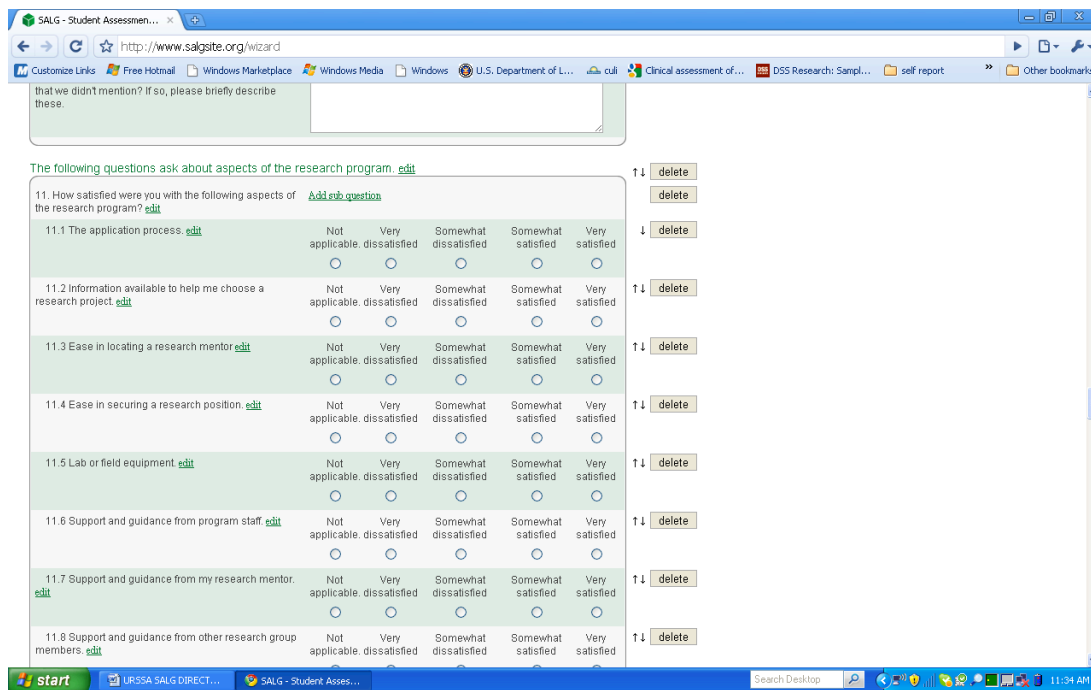 SALG - Student Assessmen...
http://www.salgsite.org/wizard
Customize Links Free Hotmail Windows Marketplace Windows Media Windows U.S. Department of L... culi Clinical assessment of... DSS Research: Sampl... self report » Other bookmarks
that we didn't mention? If so, please briefly describe
these.
The following questions ask about aspects of the research program. edit ↑↓ delete
11. How satisfied were you with the following aspects of Add sub question delete
the research program? edit
11.1 The application process. edit Not Very Somewhat Somewhat Very ↓ delete
applicable. dissatisfied dissatisfied satisfied satisfied
11.2 Information available to help me choose a Not Very Somewhat Somewhat Very ↑↓ delete
research project. edit applicable. dissatisfied dissatisfied satisfied satisfied
11.3 Ease in locating a research mentor edit Not Very Somewhat Somewhat Very ↑↓ delete
applicable. dissatisfied dissatisfied satisfied satisfied
11.4 Ease in securing a research position. edit Not Very Somewhat Somewhat Very ↑↓ delete
applicable. dissatisfied dissatisfied satisfied satisfied
11.5 Lab or field equipment. edit Not Very Somewhat Somewhat Very ↑↓ delete
applicable. dissatisfied dissatisfied satisfied satisfied
11.6 Support and guidance from program staff. edit Not Very Somewhat Somewhat Very ↑↓ delete
applicable. dissatisfied dissatisfied satisfied satisfied
11.7 Support and guidance from my research mentor. Not Very Somewhat Somewhat Very ↑↓ delete
edit applicable. dissatisfied dissatisfied satisfied satisfied
11.8 Support and guidance from other research group Not Very Somewhat Somewhat Very ↑↓ delete
members. edit applicable. dissatisfied dissatisfied satisfied satisfied
start URSSA SALG DIRECT... SALG - Student Asses... Search Desktop 11:34 AM